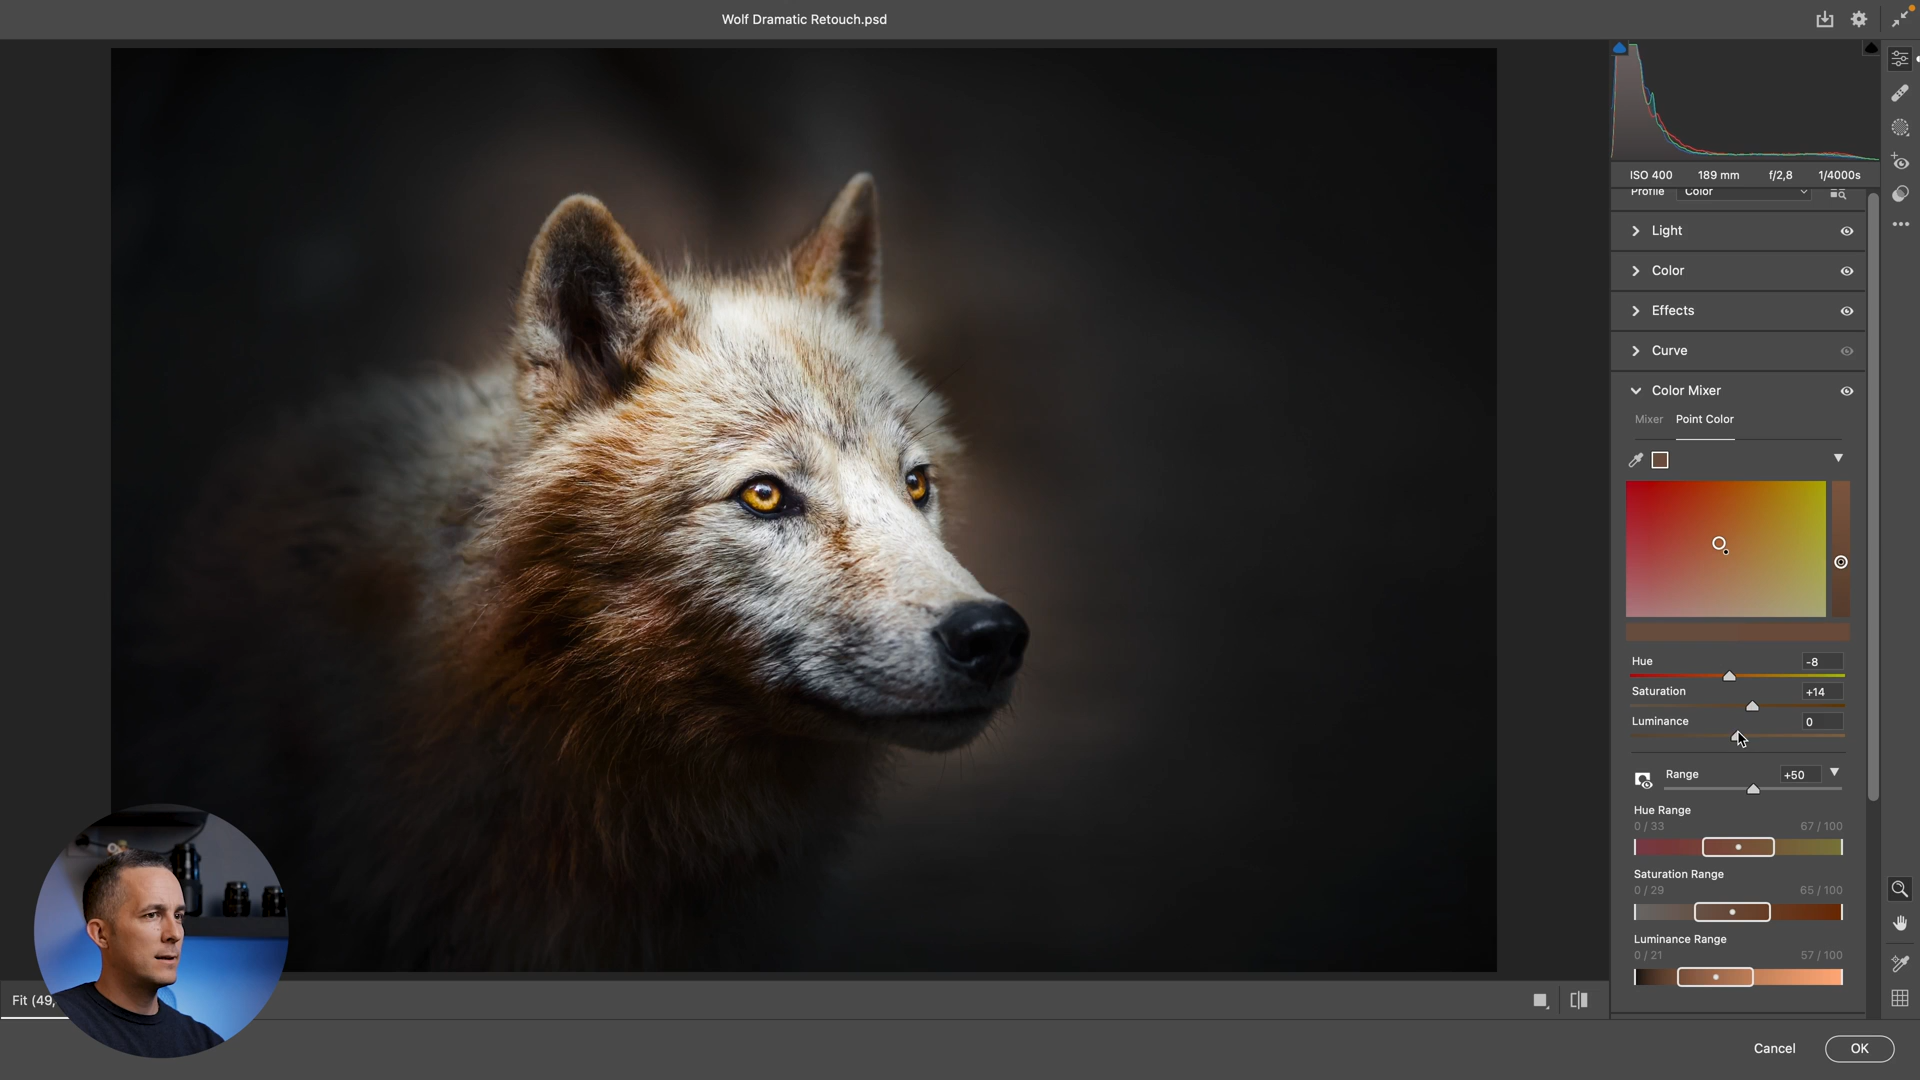 Wolf Dramatic Retouch.psd
ISO 400 189 mm f/2,8 1/4000s
Profile Color
Light
Color
Effects
Curve
Color Mixer
Mixer Point Color
Hue -8
Saturation +14
Luminance 0
Range +50
Hue Range
0 / 33 67 / 100
Saturation Range
0 / 29 65 / 100
Luminance Range
0 / 21 57 / 100
Fit (49,
Cancel OK